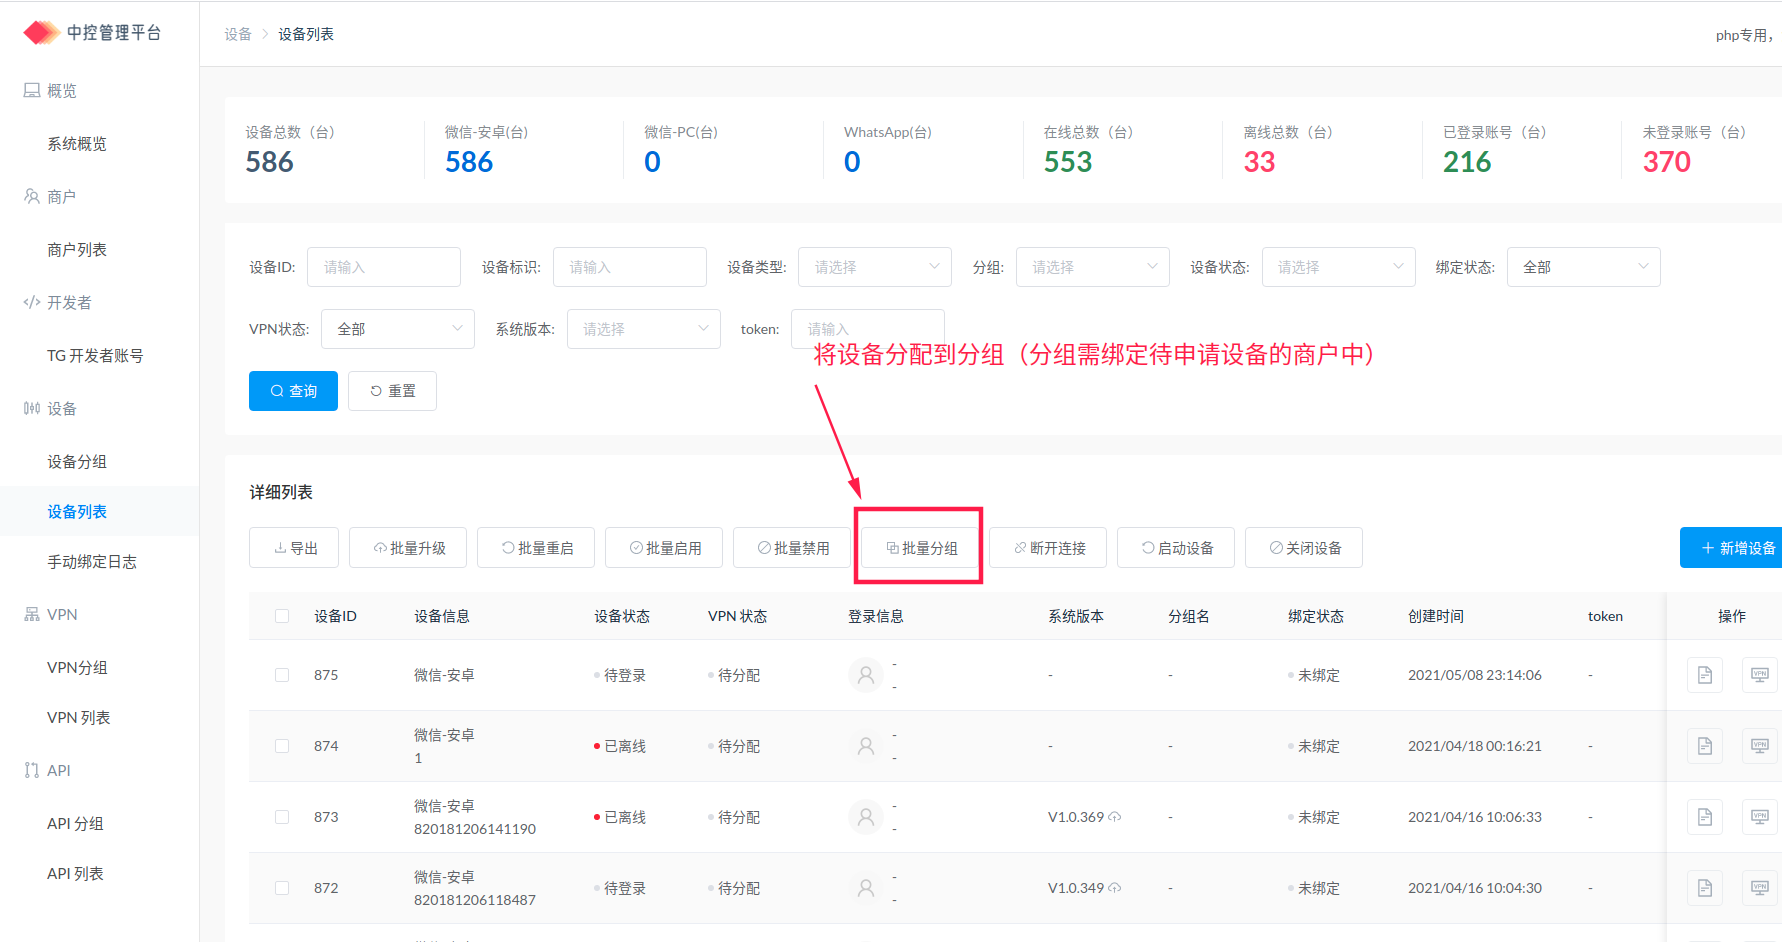 中控管理平台
概览
系统概览
商户
商户列表
开发者
TG 开发者账号
设备
设备分组
设备列表
手动绑定日志
VPN
VPN分组
VPN 列表
API
API 分组
API 列表
设备 > 设备列表
php专用，
设备总数（台） 微信-安卓(台) 微信-PC(台) WhatsApp(台) 在线总数（台） 离线总数（台） 已登录账号（台） 未登录账号（台）
586 586 0 0 553 33 216 370
设备ID: 请输入 设备标识: 请输入 设备类型: 请选择 分组: 请选择 设备状态: 请选择 绑定状态: 全部
VPN状态: 全部 系统版本: 请选择 token: 请输入
将设备分配到分组（分组需绑定待申请设备的商户中）
查询 重置
详细列表
导出 批量升级 批量重启 批量启用 批量禁用 批量分组 断开连接 启动设备 关闭设备 新增设备
设备ID 设备信息 设备状态 VPN 状态 登录信息 系统版本 分组名 绑定状态 创建时间 token 操作
875 微信-安卓 待登录 待分配 - - - - 未绑定 2021/05/08 23:14:06 - VPN
874 微信-安卓 1 已离线 待分配 - - - - 未绑定 2021/04/18 00:16:21 - VPN
873 微信-安卓 820181206141190 已离线 待分配 - - V1.0.369 - 未绑定 2021/04/16 10:06:33 - VPN
872 微信-安卓 820181206118487 待登录 待分配 - - V1.0.349 - 未绑定 2021/04/16 10:04:30 - VPN